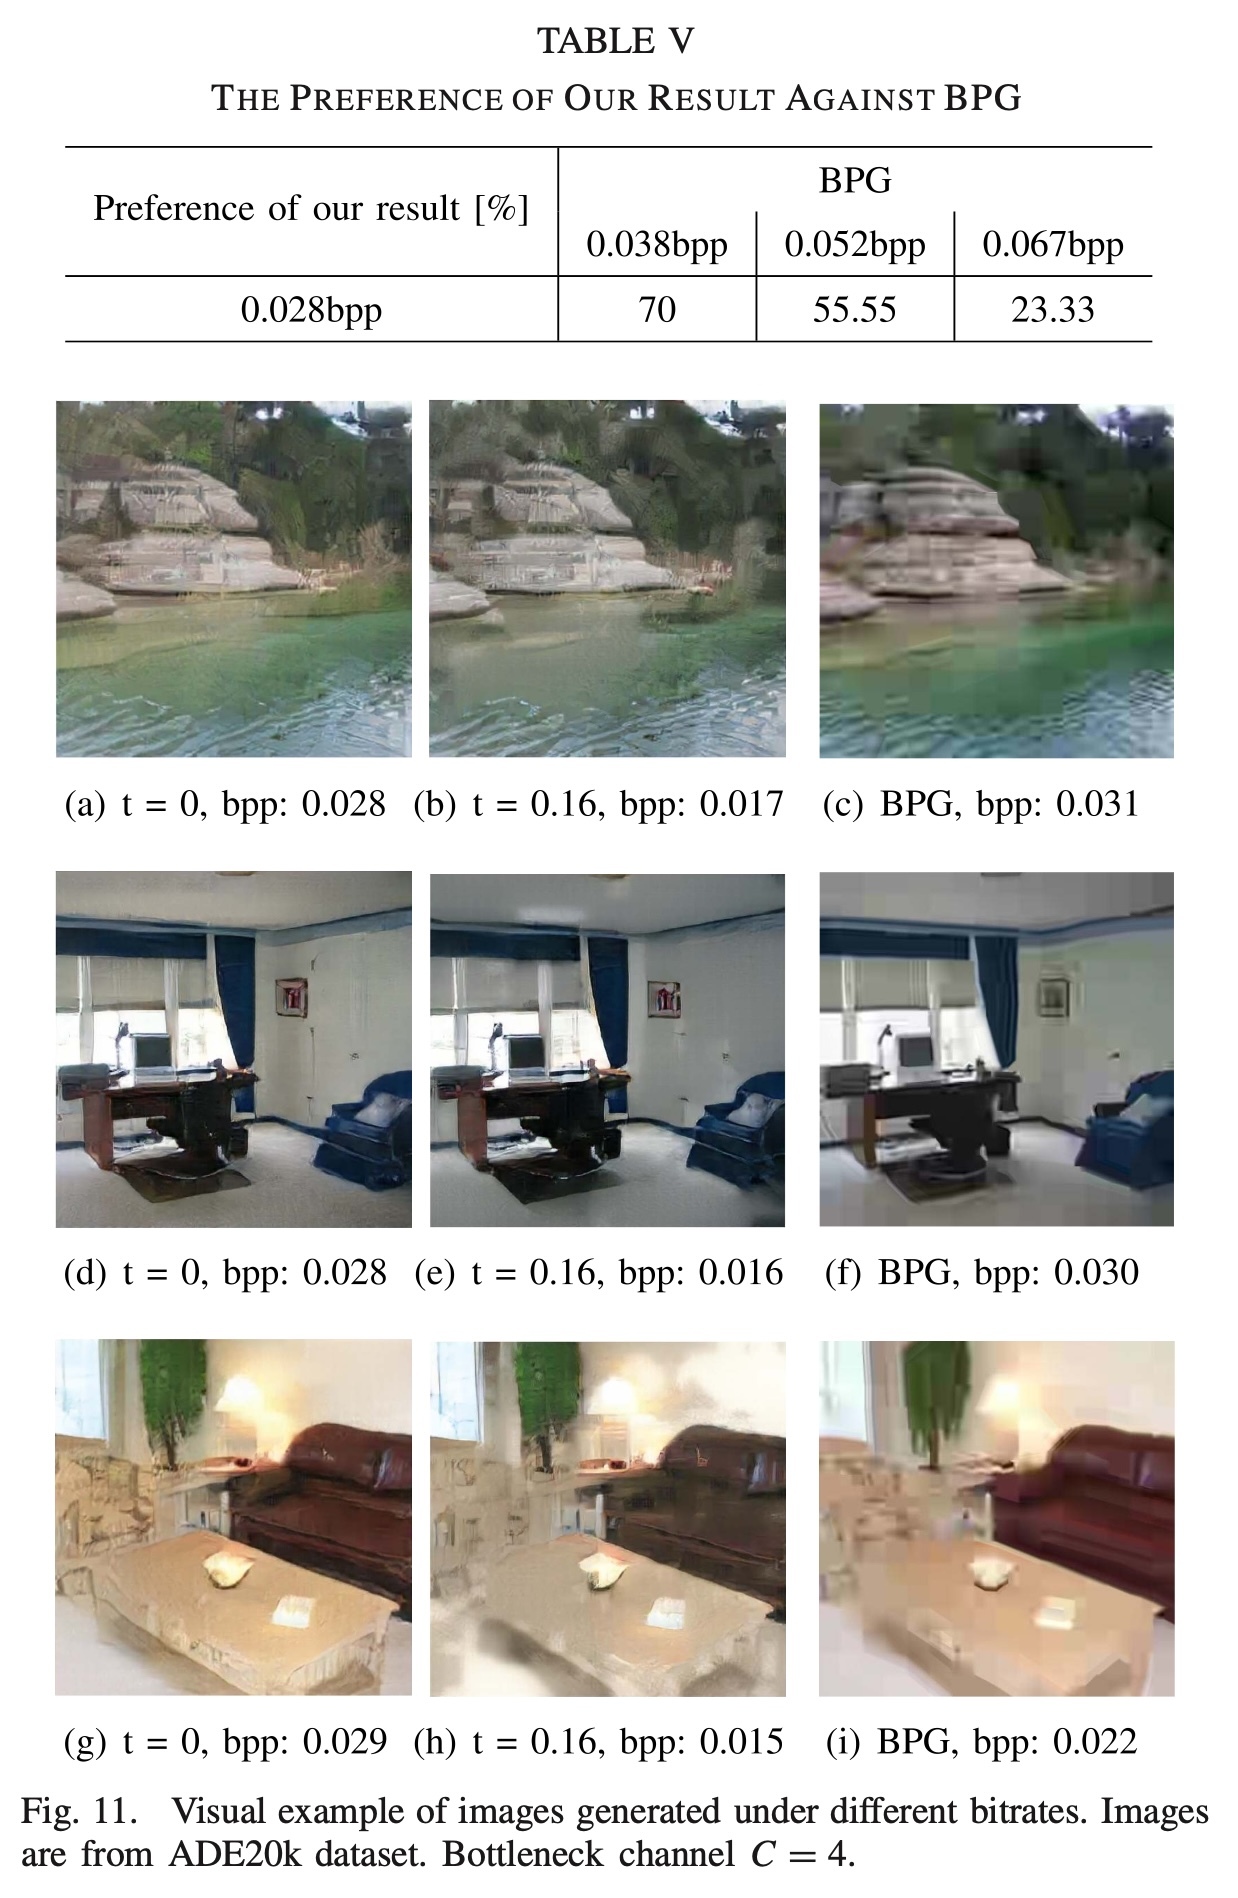 TABLE V
THE PREFERENCE OF OUR RESULT AGAINST BPG
Preference of our result [%]
BPG
0.038bpp 0.052bpp 0.067bpp
0.028bpp 70 55.55 23.33
(a) t = 0, bpp: 0.028 (b) t = 0.16, bpp: 0.017 (c) BPG, bpp: 0.031
(d) t = 0, bpp: 0.028 (e) t = 0.16, bpp: 0.016 (f) BPG, bpp: 0.030
(g) t = 0, bpp: 0.029 (h) t = 0.16, bpp: 0.015 (i) BPG, bpp: 0.022
Fig. 11. Visual example of images generated under different bitrates. Images
are from ADE20k dataset. Bottleneck channel C = 4.